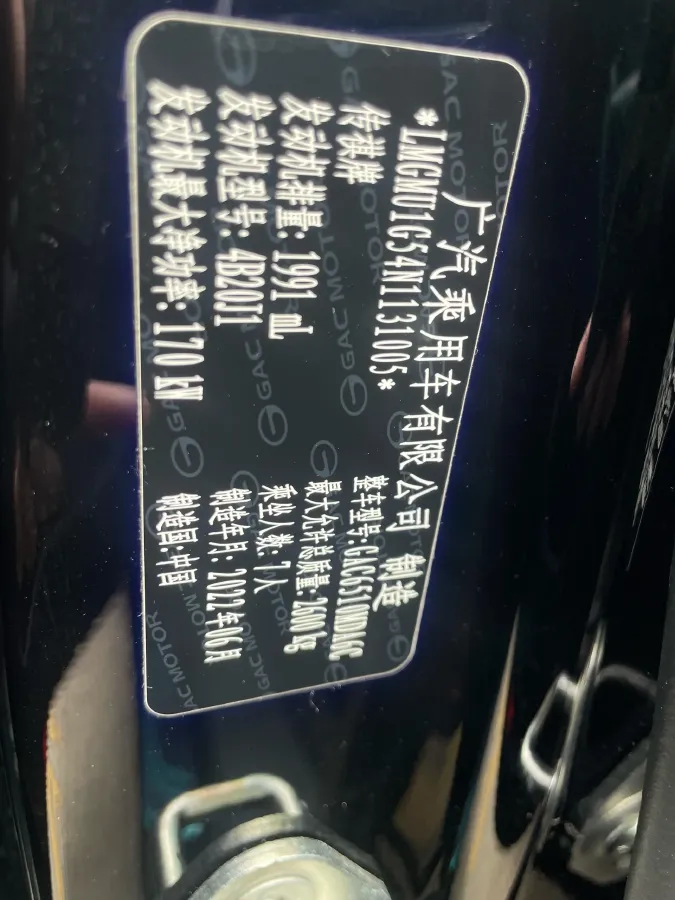 广汽乘用车有限公司 制造
*LMGMU1G54N1131005*
传祺牌 整车型号:GAC6510MDA6G
发动机排量: 1991 mL 最大允许总质量:2600 kg
发动机型号: 4B20J1 乘坐人数: 7人
发动机最大净功率: 170 kW 制造年月: 2022年06月
制造国:中国
GAC MOTOR